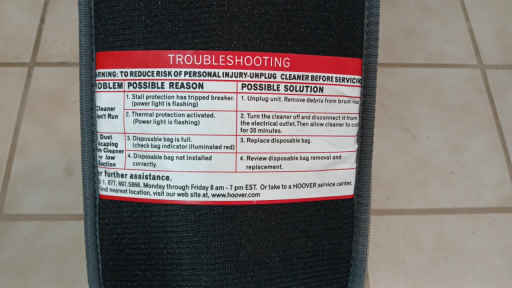 TROUBLESHOOTING
WARNING: TO REDUCE RISK OF PERSONAL INJURY-UNPLUG CLEANER BEFORE SERVICING
PROBLEM POSSIBLE REASON POSSIBLE SOLUTION
Cleaner Won't Run
1. Stall protection has tripped breaker.
(power light is flashing)
1. Unplug unit. Remove debris from brush
2. Thermal protection activated.
(Power light is flashing)
2. Turn the cleaner off and disconnect it from
the electrical outlet. Then allow cleaner to
for 30 minutes.
Dust
Cleaner
low
Suction
3. Disposable bag is full.
(check bag indicator illuminated red)
3. Replace disposable bag.
4. Disposable bag not installed
correctly.
4. Review disposable bag removal and
replacement.
further assistance.
Monday through Friday 8 am - 7 pm EST. Or take to a HOOVER service center.
nearest location, visit our web site at, www.hoover.com